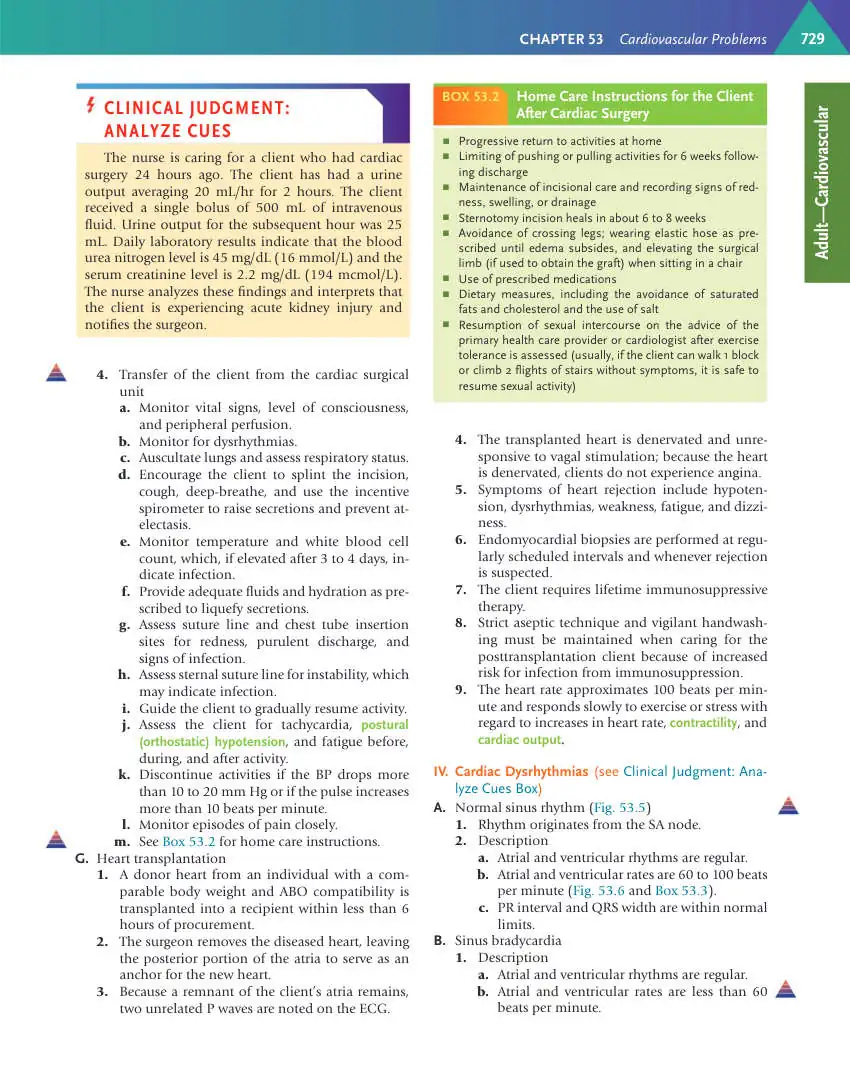 CHAPTER 53 Cardiovascular Problems 729
CLINICAL JUDGMENT:
ANALYZE CUES
The nurse is caring for a client who had cardiac
surgery 24 hours ago. The client has had a urine
output averaging 20 mL/hr for 2 hours. The client
received a single bolus of 500 mL of intravenous
fluid. Urine output for the subsequent hour was 25
mL. Daily laboratory results indicate that the blood
urea nitrogen level is 45 mg/dL (16 mmol/L) and the
serum creatinine level is 2.2 mg/dL (194 mcmol/L).
The nurse analyzes these findings and interprets that
the client is experiencing acute kidney injury and
notifies the surgeon.
4. Transfer of the client from the cardiac surgical
unit
a. Monitor vital signs, level of consciousness,
and peripheral perfusion.
b. Monitor for dysrhythmias.
c. Auscultate lungs and assess respiratory status.
d. Encourage the client to splint the incision,
cough, deep-breathe, and use the incentive
spirometer to raise secretions and prevent at-
electasis.
e. Monitor temperature and white blood cell
count, which, if elevated after 3 to 4 days, in-
dicate infection.
f. Provide adequate fluids and hydration as pre-
scribed to liquefy secretions.
g. Assess suture line and chest tube insertion
sites for redness, purulent discharge, and
signs of infection.
h. Assess sternal suture line for instability, which
may indicate infection.
i. Guide the client to gradually resume activity.
j. Assess the client for tachycardia, postural
(orthostatic) hypotension, and fatigue before,
during, and after activity.
k. Discontinue activities if the BP drops more
than 10 to 20 mm Hg or if the pulse increases
more than 10 beats per minute.
l. Monitor episodes of pain closely.
m. See Box 53.2 for home care instructions.
G. Heart transplantation
1. A donor heart from an individual with a com-
parable body weight and ABO compatibility is
transplanted into a recipient within less than 6
hours of procurement.
2. The surgeon removes the diseased heart, leaving
the posterior portion of the atria to serve as an
anchor for the new heart.
3. Because a remnant of the client's atria remains,
two unrelated P waves are noted on the ECG.
BOX 53.2 Home Care Instructions for the Client
After Cardiac Surgery
■ Progressive return to activities at home
■ Limiting of pushing or pulling activities for 6 weeks follow-
ing discharge
■ Maintenance of incisional care and recording signs of red-
ness, swelling, or drainage
■ Sternotomy incision heals in about 6 to 8 weeks
■ Avoidance of crossing legs; wearing elastic hose as pre-
scribed until edema subsides, and elevating the surgical
limb (if used to obtain the graft) when sitting in a chair
■ Use of prescribed medications
■ Dietary measures, including the avoidance of saturated
fats and cholesterol and the use of salt
■ Resumption of sexual intercourse on the advice of the
primary health care provider or cardiologist after exercise
tolerance is assessed (usually, if the client can walk 1 block
or climb 2 flights of stairs without symptoms, it is safe to
resume sexual activity)
4. The transplanted heart is denervated and unre-
sponsive to vagal stimulation; because the heart
is denervated, clients do not experience angina.
5. Symptoms of heart rejection include hypoten-
sion, dysrhythmias, weakness, fatigue, and dizzi-
ness.
6. Endomyocardial biopsies are performed at regu-
larly scheduled intervals and whenever rejection
is suspected.
7. The client requires lifetime immunosuppressive
therapy.
8. Strict aseptic technique and vigilant handwash-
ing must be maintained when caring for the
posttransplantation client because of increased
risk for infection from immunosuppression.
9. The heart rate approximates 100 beats per min-
ute and responds slowly to exercise or stress with
regard to increases in heart rate, contractility, and
cardiac output.
IV. Cardiac Dysrhythmias (see Clinical Judgment: Ana-
lyze Cues Box)
A. Normal sinus rhythm (Fig. 53.5)
1. Rhythm originates from the SA node.
2. Description
a. Atrial and ventricular rhythms are regular.
b. Atrial and ventricular rates are 60 to 100 beats
per minute (Fig. 53.6 and Box 53.3).
c. PR interval and QRS width are within normal
limits.
B. Sinus bradycardia
1. Description
a. Atrial and ventricular rhythms are regular.
b. Atrial and ventricular rates are less than 60
beats per minute.
Adult—Cardiovascular